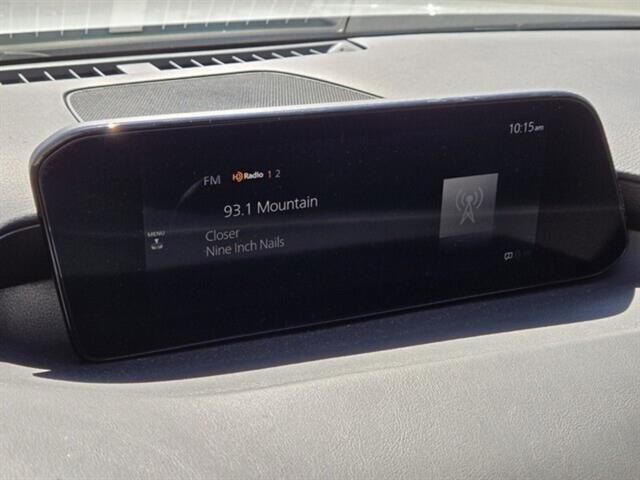 10:15am
FM HD Radio 1 2
93.1 Mountain
MENU
Closer
Nine Inch Nails